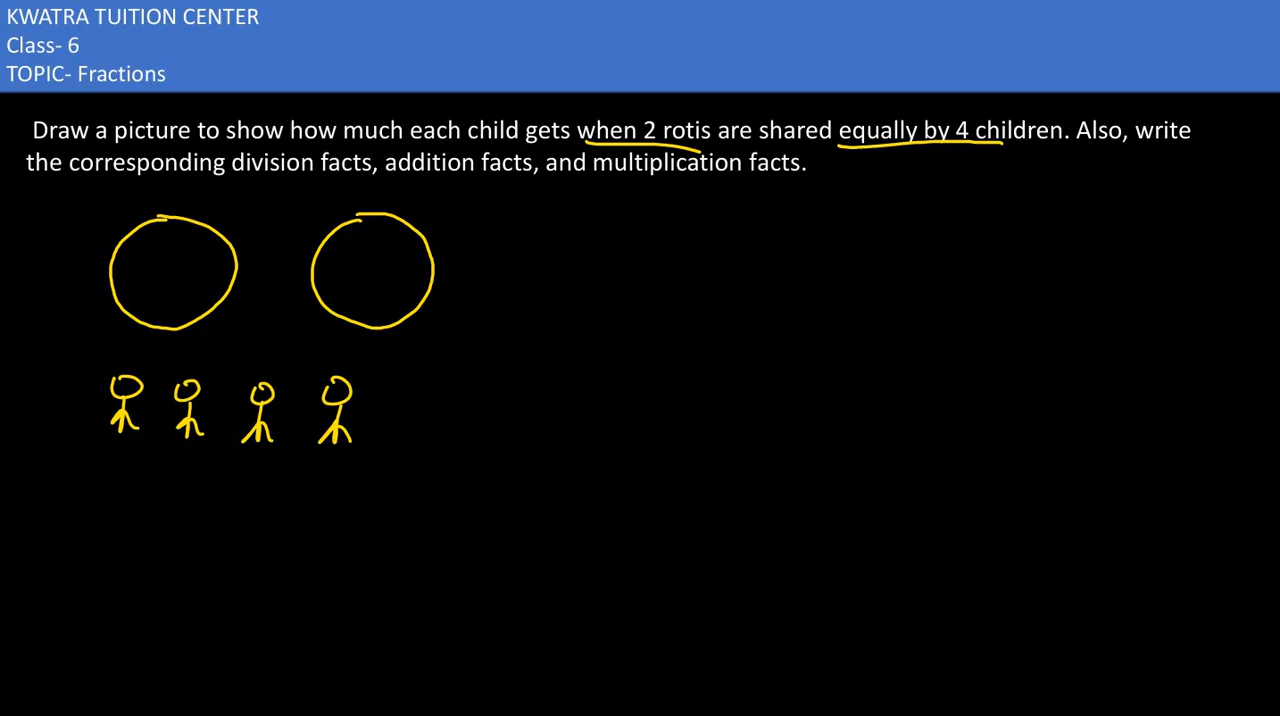 KWATRA TUITION CENTER
Class- 6
TOPIC- Fractions
Draw a picture to show how much each child gets when 2 rotis are shared equally by 4 children. Also, write
the corresponding division facts, addition facts, and multiplication facts.